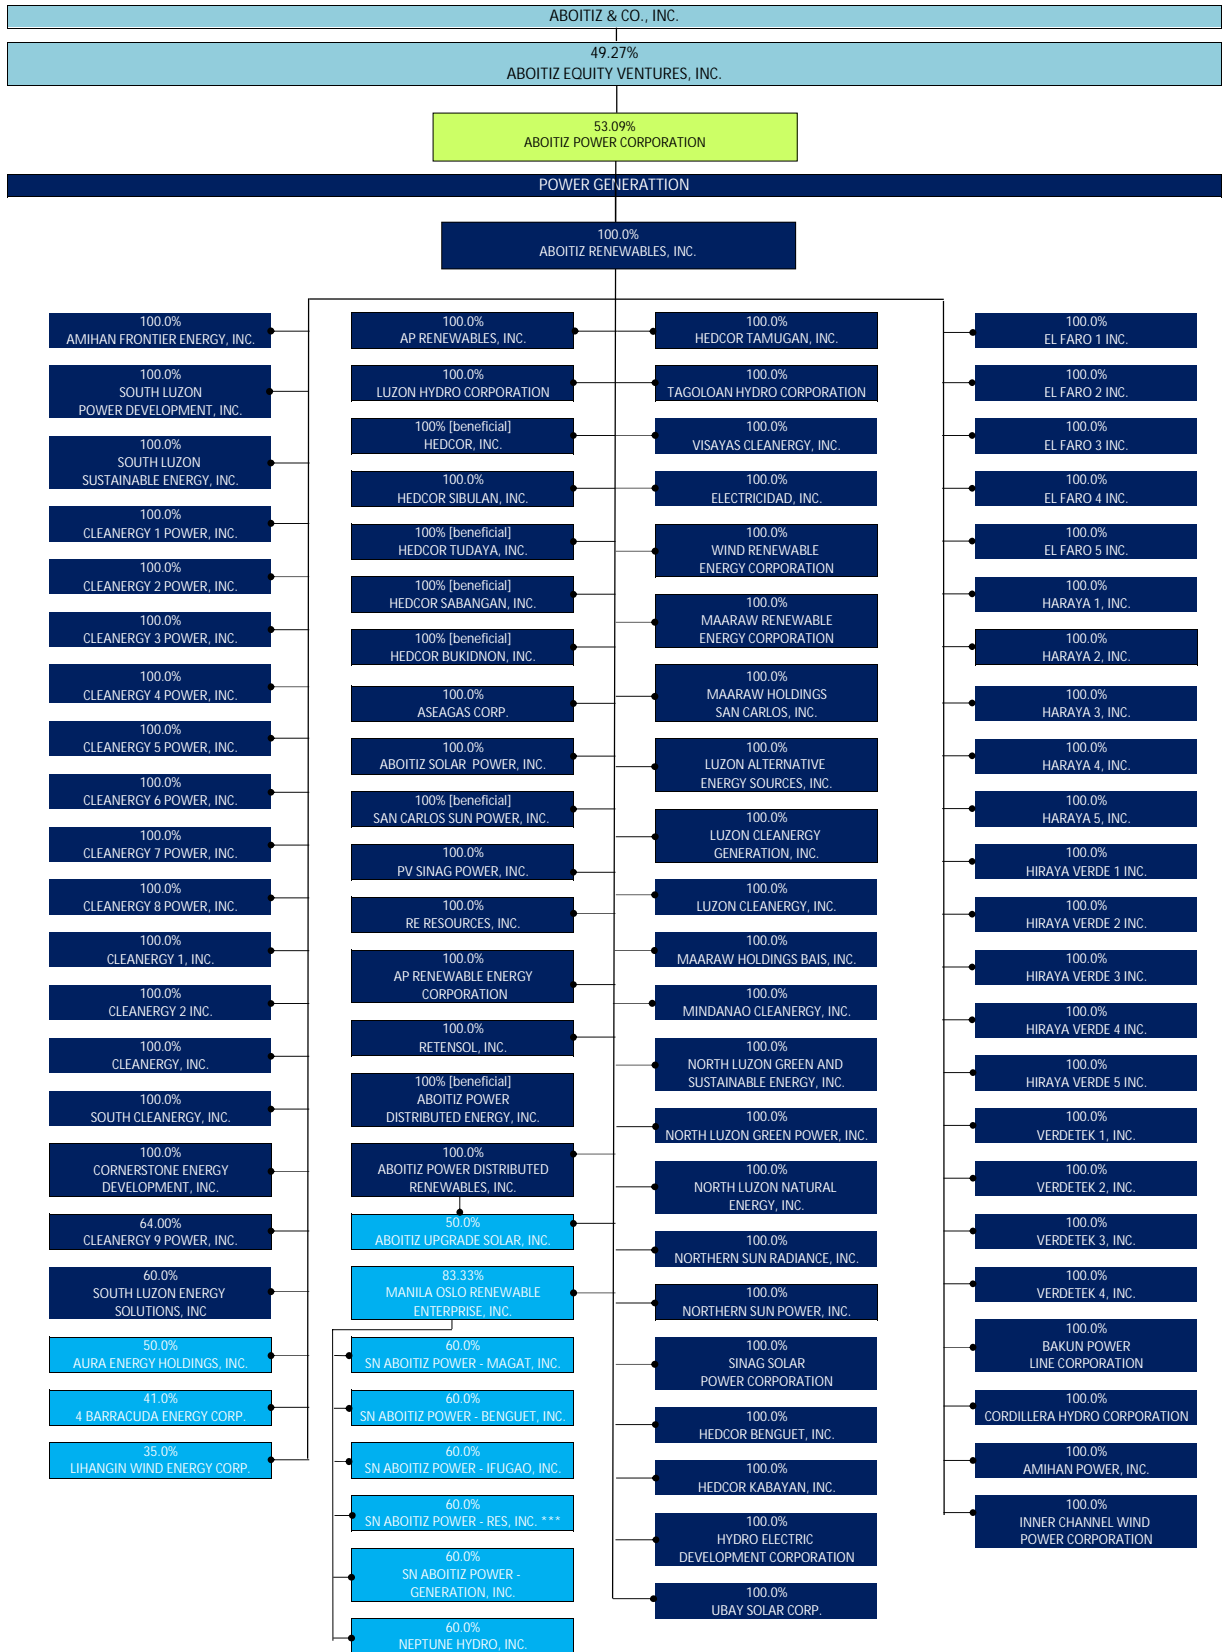 ABOITIZ & CO., INC.
49.27%
ABOITIZ EQUITY VENTURES, INC.
53.09%
ABOITIZ POWER CORPORATION
POWER GENERATTION
100.0%
ABOITIZ RENEWABLES, INC.
100.0%
AMIHAN FRONTIER ENERGY, INC.
100.0%
SOUTH LUZON
POWER DEVELOPMENT, INC.
100.0%
SOUTH LUZON
SUSTAINABLE ENERGY, INC.
100.0%
CLEANERGY 1 POWER, INC.
100.0%
CLEANERGY 2 POWER, INC.
100.0%
CLEANERGY 3 POWER, INC.
100.0%
CLEANERGY 4 POWER, INC.
100.0%
CLEANERGY 5 POWER, INC.
100.0%
CLEANERGY 6 POWER, INC.
100.0%
CLEANERGY 7 POWER, INC.
100.0%
CLEANERGY 8 POWER, INC.
100.0%
CLEANERGY 1, INC.
100.0%
CLEANERGY 2 INC.
100.0%
CLEANERGY, INC.
100.0%
SOUTH CLEANERGY, INC.
100.0%
CORNERSTONE ENERGY
DEVELOPMENT, INC.
64.00%
CLEANERGY 9 POWER, INC.
60.0%
SOUTH LUZON ENERGY
SOLUTIONS, INC
50.0%
AURA ENERGY HOLDINGS, INC.
41.0%
4 BARRACUDA ENERGY CORP.
35.0%
LIHANGIN WIND ENERGY CORP.
100.0%
AP RENEWABLES, INC.
100.0%
LUZON HYDRO CORPORATION
100% [beneficial]
HEDCOR, INC.
100.0%
HEDCOR SIBULAN, INC.
100% [beneficial]
HEDCOR TUDAYA, INC.
100% [beneficial]
HEDCOR SABANGAN, INC.
100% [beneficial]
HEDCOR BUKIDNON, INC.
100.0%
ASEAGAS CORP.
100.0%
ABOITIZ SOLAR POWER, INC.
100% [beneficial]
SAN CARLOS SUN POWER, INC.
100.0%
PV SINAG POWER, INC.
100.0%
RE RESOURCES, INC.
100.0%
AP RENEWABLE ENERGY
CORPORATION
100.0%
RETENSOL, INC.
100% [beneficial]
ABOITIZ POWER
DISTRIBUTED ENERGY, INC.
100.0%
ABOITIZ POWER DISTRIBUTED
RENEWABLES, INC.
50.0%
ABOITIZ UPGRADE SOLAR, INC.
83.33%
MANILA OSLO RENEWABLE
ENTERPRISE, INC.
60.0%
SN ABOITIZ POWER - MAGAT, INC.
60.0%
SN ABOITIZ POWER - BENGUET, INC.
60.0%
SN ABOITIZ POWER - IFUGAO, INC.
60.0%
SN ABOITIZ POWER - RES, INC. ***
60.0%
SN ABOITIZ POWER -
GENERATION, INC.
60.0%
NEPTUNE HYDRO, INC.
100.0%
HEDCOR TAMUGAN, INC.
100.0%
TAGOLOAN HYDRO CORPORATION
100.0%
VISAYAS CLEANERGY, INC.
100.0%
ELECTRICIDAD, INC.
100.0%
WIND RENEWABLE
ENERGY CORPORATION
100.0%
MAARAW RENEWABLE
ENERGY CORPORATION
100.0%
MAARAW HOLDINGS
SAN CARLOS, INC.
100.0%
LUZON ALTERNATIVE
ENERGY SOURCES, INC.
100.0%
LUZON CLEANERGY
GENERATION, INC.
100.0%
LUZON CLEANERGY, INC.
100.0%
MAARAW HOLDINGS BAIS, INC.
100.0%
MINDANAO CLEANERGY, INC.
100.0%
NORTH LUZON GREEN AND
SUSTAINABLE ENERGY, INC.
100.0%
NORTH LUZON GREEN POWER, INC.
100.0%
NORTH LUZON NATURAL
ENERGY, INC.
100.0%
NORTHERN SUN RADIANCE, INC.
100.0%
NORTHERN SUN POWER, INC.
100.0%
SINAG SOLAR
POWER CORPORATION
100.0%
HEDCOR BENGUET, INC.
100.0%
HEDCOR KABAYAN, INC.
100.0%
HYDRO ELECTRIC
DEVELOPMENT CORPORATION
100.0%
UBAY SOLAR CORP.
100.0%
EL FARO 1 INC.
100.0%
EL FARO 2 INC.
100.0%
EL FARO 3 INC.
100.0%
EL FARO 4 INC.
100.0%
EL FARO 5 INC.
100.0%
HARAYA 1, INC.
100.0%
HARAYA 2, INC.
100.0%
HARAYA 3, INC.
100.0%
HARAYA 4, INC.
100.0%
HARAYA 5, INC.
100.0%
HIRAYA VERDE 1 INC.
100.0%
HIRAYA VERDE 2 INC.
100.0%
HIRAYA VERDE 3 INC.
100.0%
HIRAYA VERDE 4 INC.
100.0%
HIRAYA VERDE 5 INC.
100.0%
VERDETEK 1, INC.
100.0%
VERDETEK 2, INC.
100.0%
VERDETEK 3, INC.
100.0%
VERDETEK 4, INC.
100.0%
BAKUN POWER
LINE CORPORATION
100.0%
CORDILLERA HYDRO CORPORATION
100.0%
AMIHAN POWER, INC.
100.0%
INNER CHANNEL WIND
POWER CORPORATION